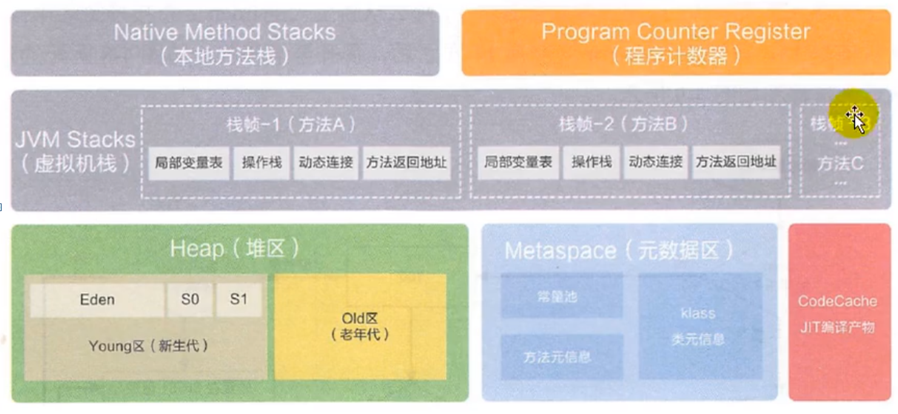 Native Method Stacks
（本地方法栈）
Program Counter Register
（程序计数器）
JVM Stacks
（虚拟机栈）
栈帧-1（方法A）
局部变量表
操作栈
动态连接
方法返回地址
栈帧-2（方法B）
局部变量表
操作栈
动态连接
方法返回地址
栈帧
...
方法C
...
Heap（堆区）
Eden
S0
S1
Young区（新生代）
Old区
（老年代）
Metaspace（元数据区）
常量池
方法元信息
klass
类元信息
CodeCache
JIT编译产物